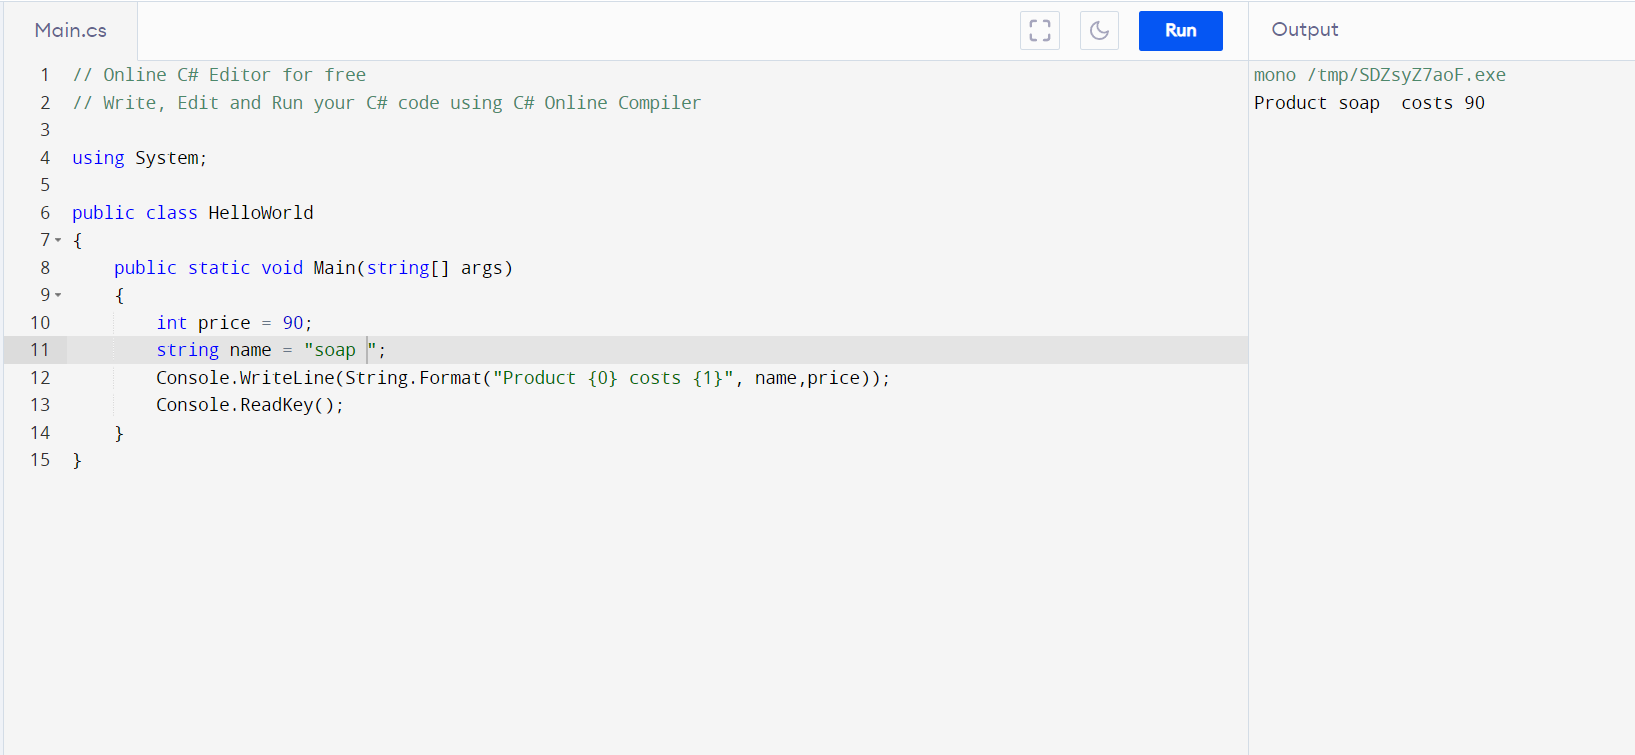 Main.cs
Run
Output
1 // Online C# Editor for free
2 // Write, Edit and Run your C# code using C# Online Compiler
3
4 using System;
5
6 public class HelloWorld
7 {
8     public static void Main(string[] args)
9     {
10         int price = 90;
11         string name = "soap ";
12         Console.WriteLine(String.Format("Product {0} costs {1}", name,price));
13         Console.ReadKey();
14     }
15 }
mono /tmp/SDZsyZ7aoF.exe
Product soap  costs 90